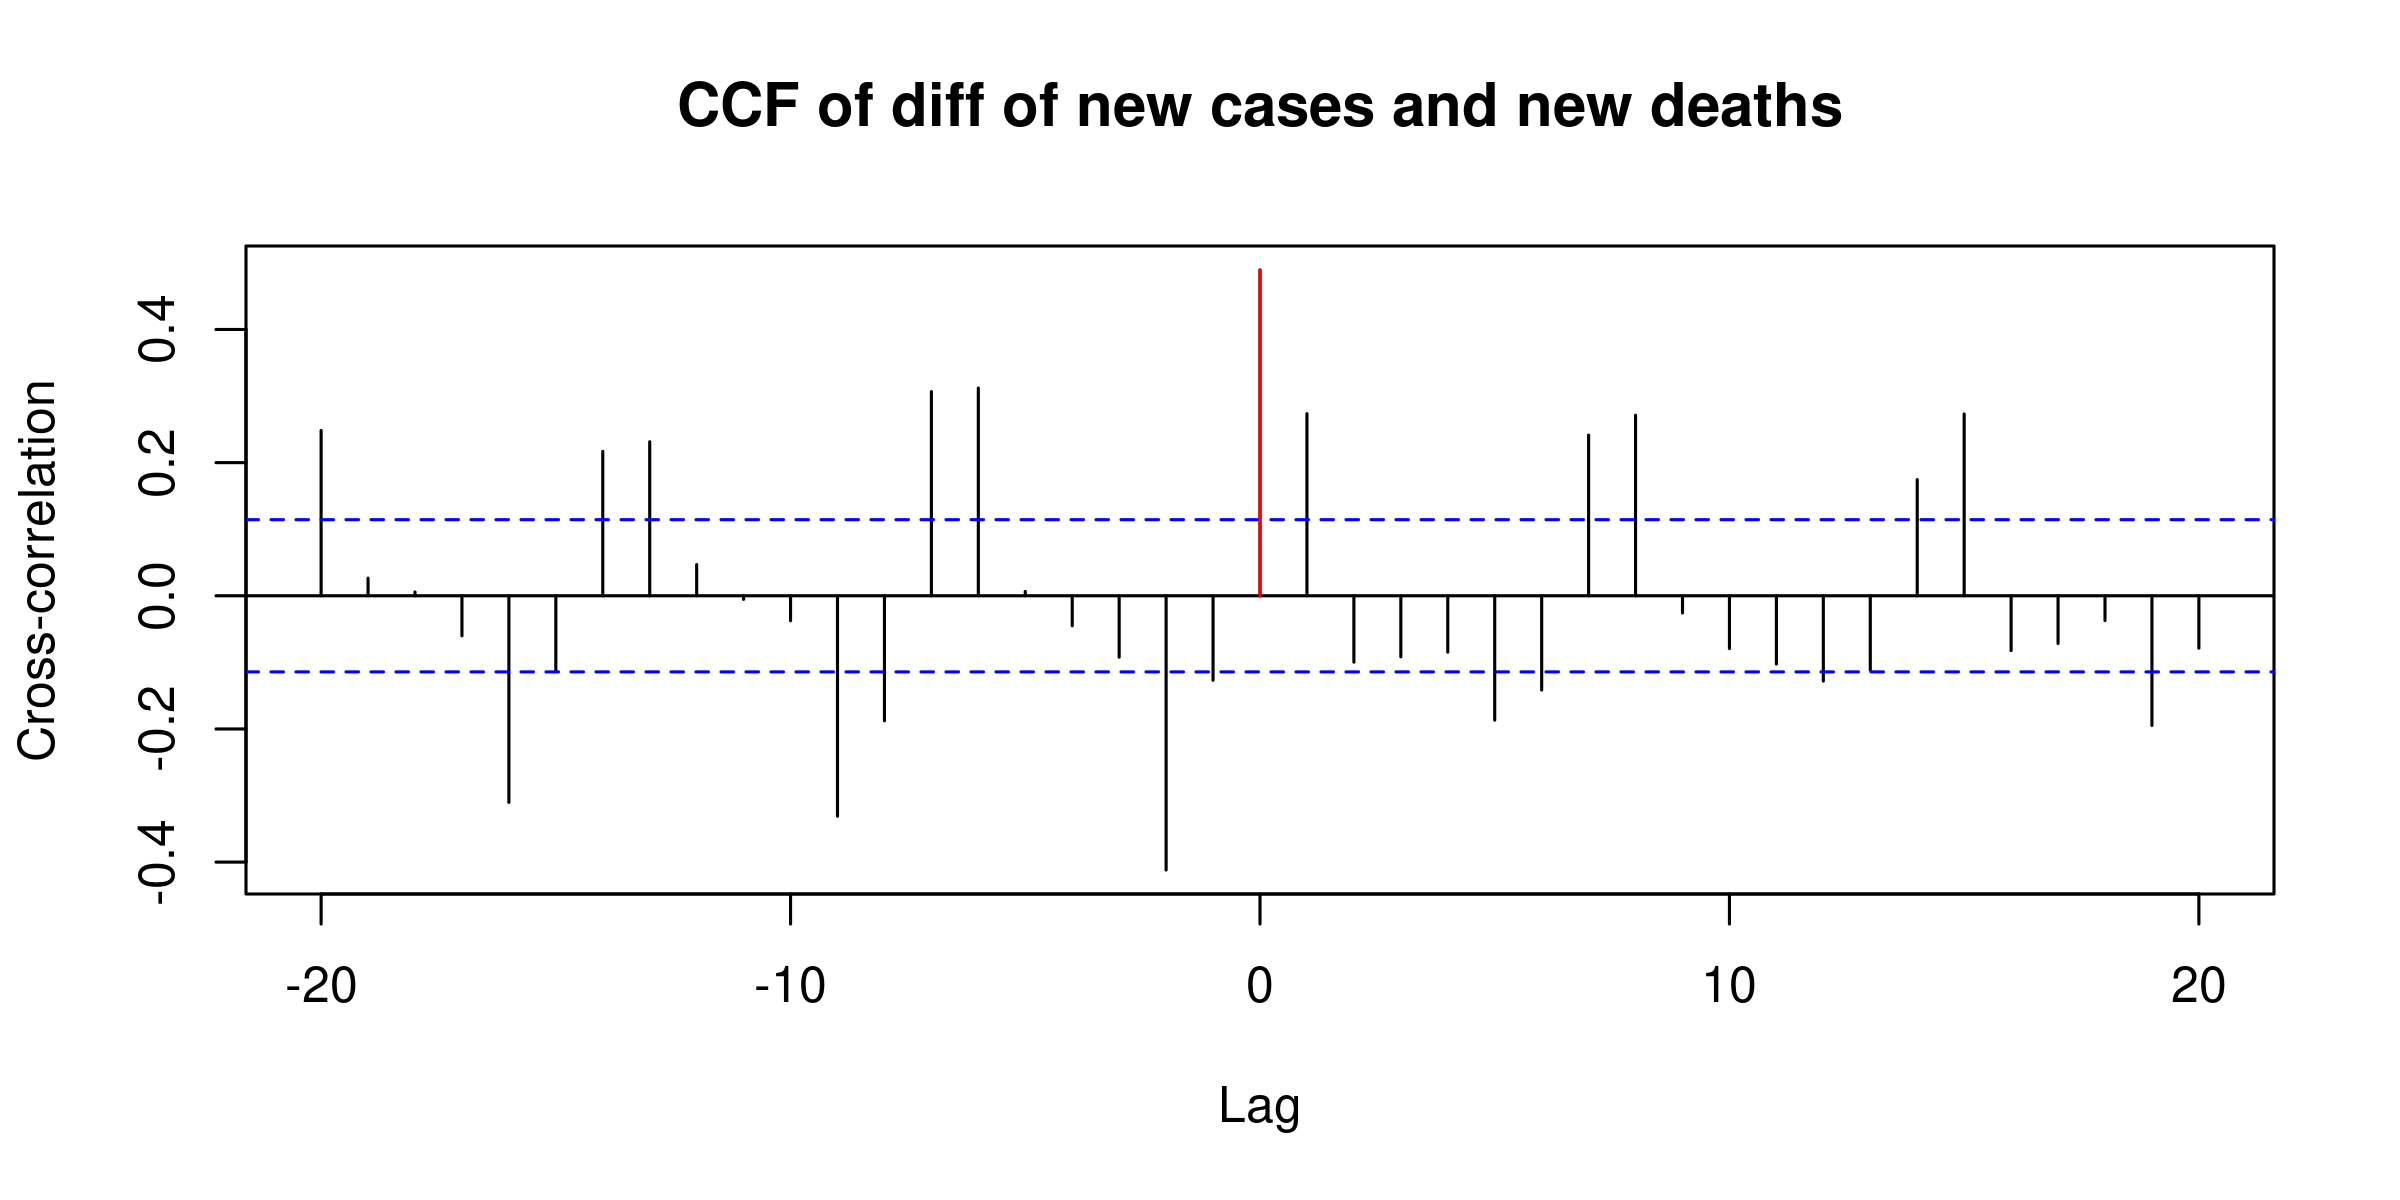 CCF of diff of new cases and new deaths
Cross-correlation
0.4
0.2
0.0
-0.2
-0.4
-20 -10 0 10 20
Lag